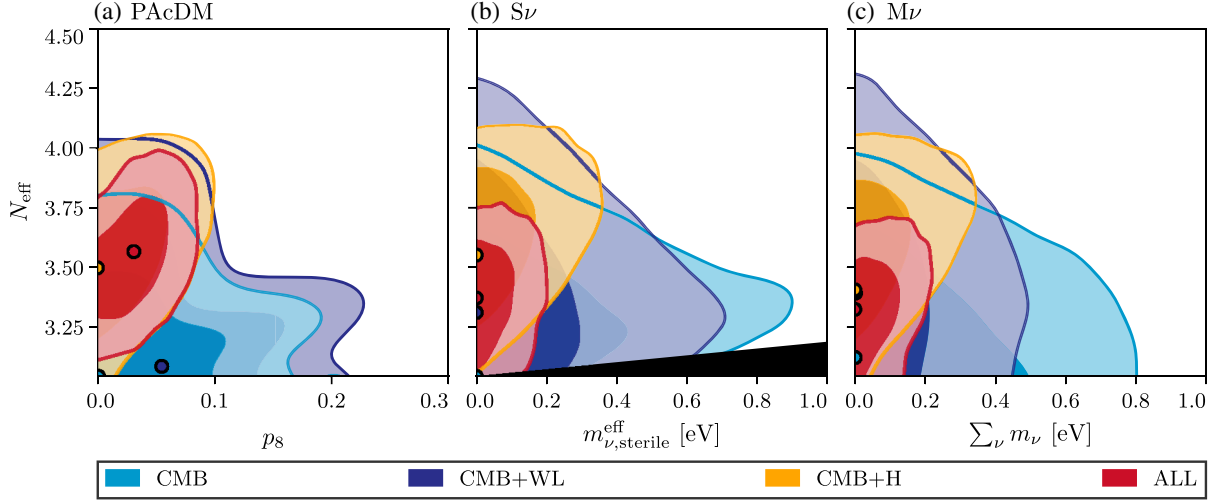 (a) PAcDM
(b) Sν
(c) Mν
N_eff
4.50
4.25
4.00
3.75
3.50
3.25
0.0 0.1 0.2 0.3
0.0 0.2 0.4 0.6 0.8 1.0
0.0 0.2 0.4 0.6 0.8 1.0
p_8
m^eff_ν,sterile [eV]
∑_ν m_ν [eV]
CMB CMB+WL CMB+H ALL